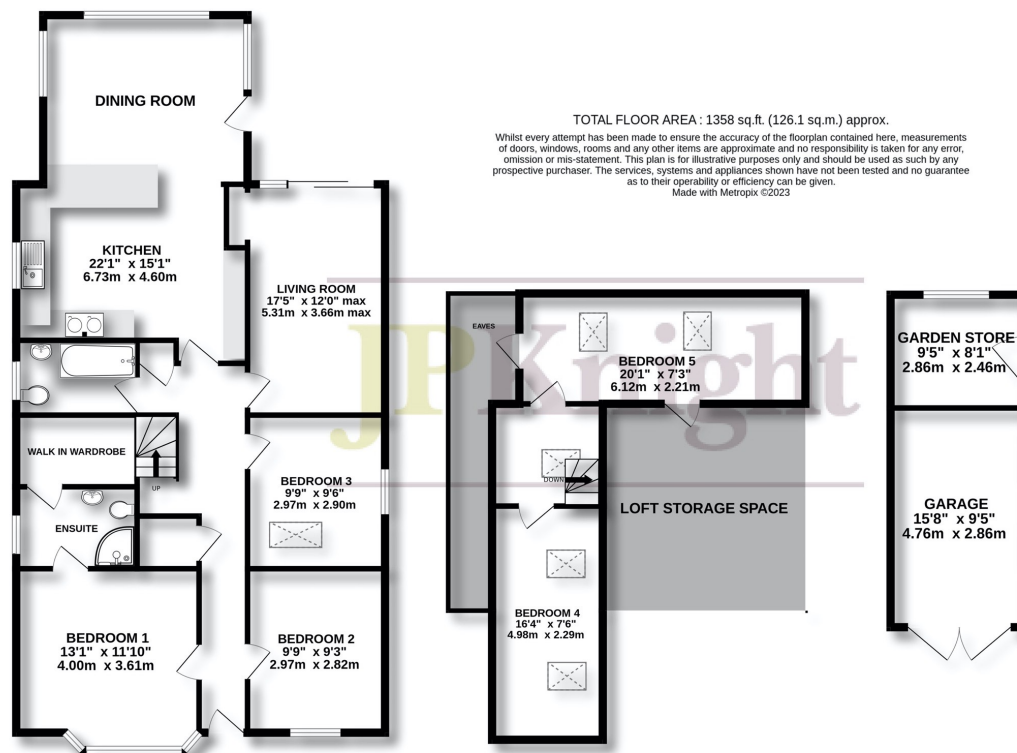 DINING ROOM
TOTAL FLOOR AREA : 1358 sq.ft. (126.1 sq.m.) approx.
Whilst every attempt has been made to ensure the accuracy of the floorplan contained here, measurements
of doors, windows, rooms and any other items are approximate and no responsibility is taken for any error,
omission or mis-statement. This plan is for illustrative purposes only and should be used as such by any
prospective purchaser. The services, systems and appliances shown have not been tested and no guarantee
as to their operability or efficiency can be given.
Made with Metropix ©2023
KITCHEN
22'1" x 15'1"
6.73m x 4.60m
LIVING ROOM
17'5" x 12'0" max
5.31m x 3.66m max
JPKnight
EAVES
BEDROOM 5
20'1" x 7'3"
6.12m x 2.21m
GARDEN STORE
9'5" x 8'1"
2.86m x 2.46m
WALK IN WARDROBE
UP
BEDROOM 3
9'9" x 9'6"
2.97m x 2.90m
DOWN
LOFT STORAGE SPACE
GARAGE
15'8" x 9'5"
4.76m x 2.86m
ENSUITE
BEDROOM 1
13'1" x 11'10"
4.00m x 3.61m
BEDROOM 2
9'9" x 9'3"
2.97m x 2.82m
BEDROOM 4
16'4" x 7'6"
4.98m x 2.29m